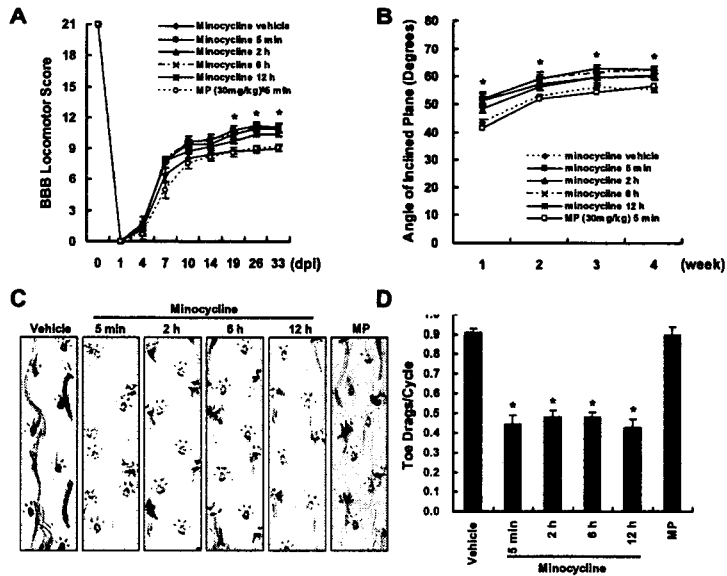 A
BBB Locomotor Score
21
18
15
12
9
6
3
0
0 1 4 7 10 14 19 26 33 (dpi)
Minocycline vehicle
Minocycline 5 min
Minocycline 2 h
Minocycline 6 h
Minocycline 12 h
MP (30mg/kg)/5 min
* * *
B
Angle of Inclined Plane (Degrees)
80
70
60
50
40
30
20
10
0
1 2 3 4 (week)
* * * *
minocycline vehicle
minocycline 5 min
minocycline 2 h
minocycline 6 h
minocycline 12 h
MP (30mg/kg) 5 min
C
Minocycline
Vehicle 5 min 2 h 6 h 12 h MP
D
Toe Drags/Cycle
1.0
0.9
0.8
0.7
0.6
0.5
0.4
0.3
0.2
0.1
0.0
* * * *
Vehicle 5 min 2 h 6 h 12 h MP
Minocycline